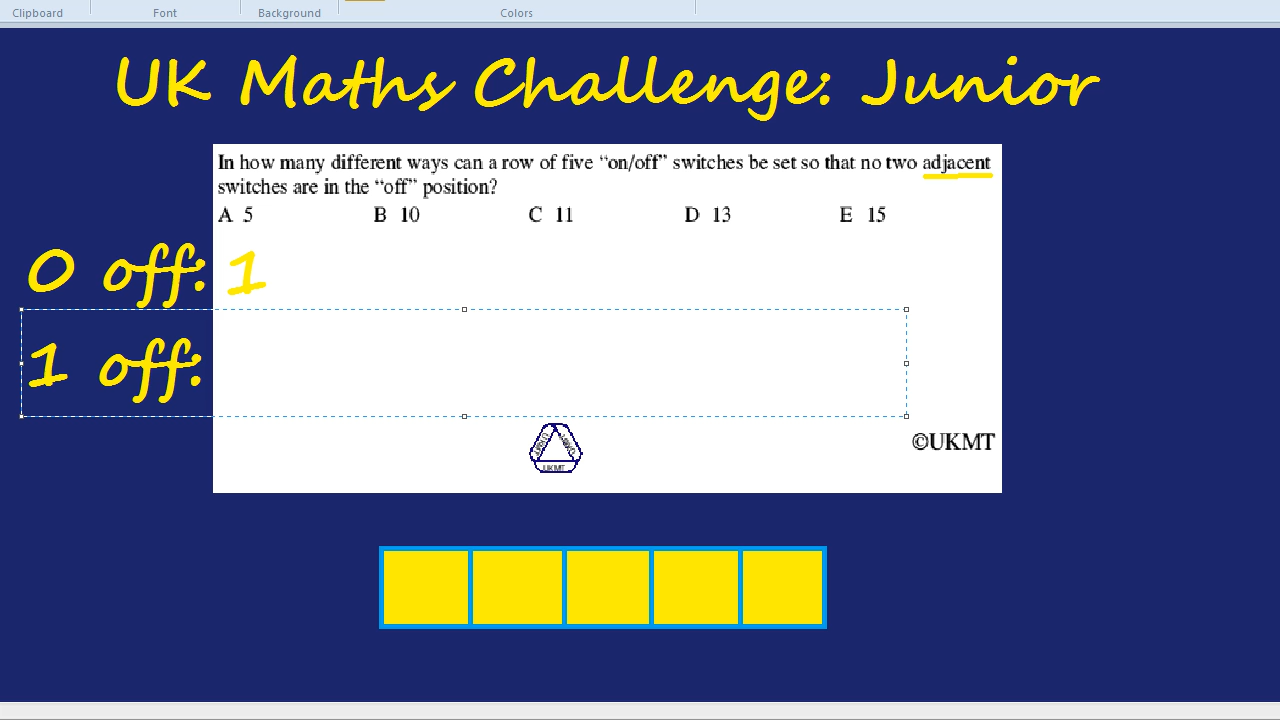 Clipboard Font Background Colors
UK Maths Challenge: Junior
In how many different ways can a row of five “on/off” switches be set so that no two adjacent
switches are in the “off” position?
A 5 B 10 C 11 D 13 E 15
0 off: 1
1 off:
©UKMT
UKMT